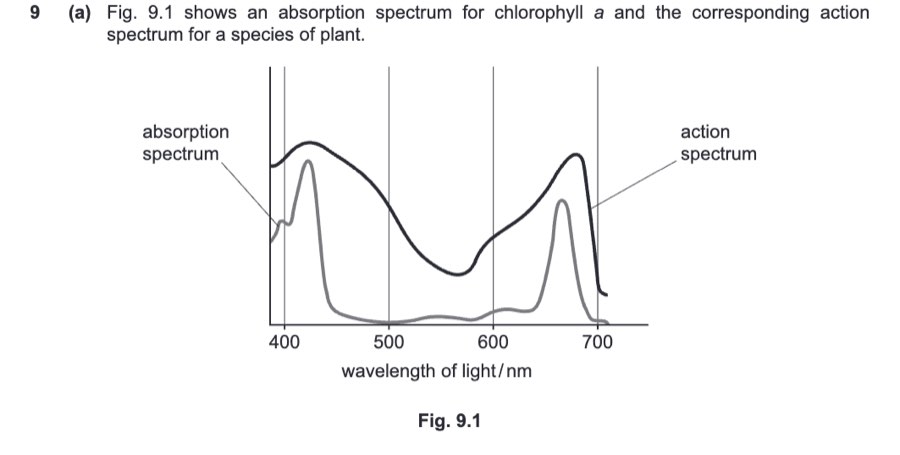 9 (a) Fig. 9.1 shows an absorption spectrum for chlorophyll a and the corresponding action
spectrum for a species of plant.
absorption
spectrum
action
spectrum
400 500 600 700
wavelength of light/nm
Fig. 9.1